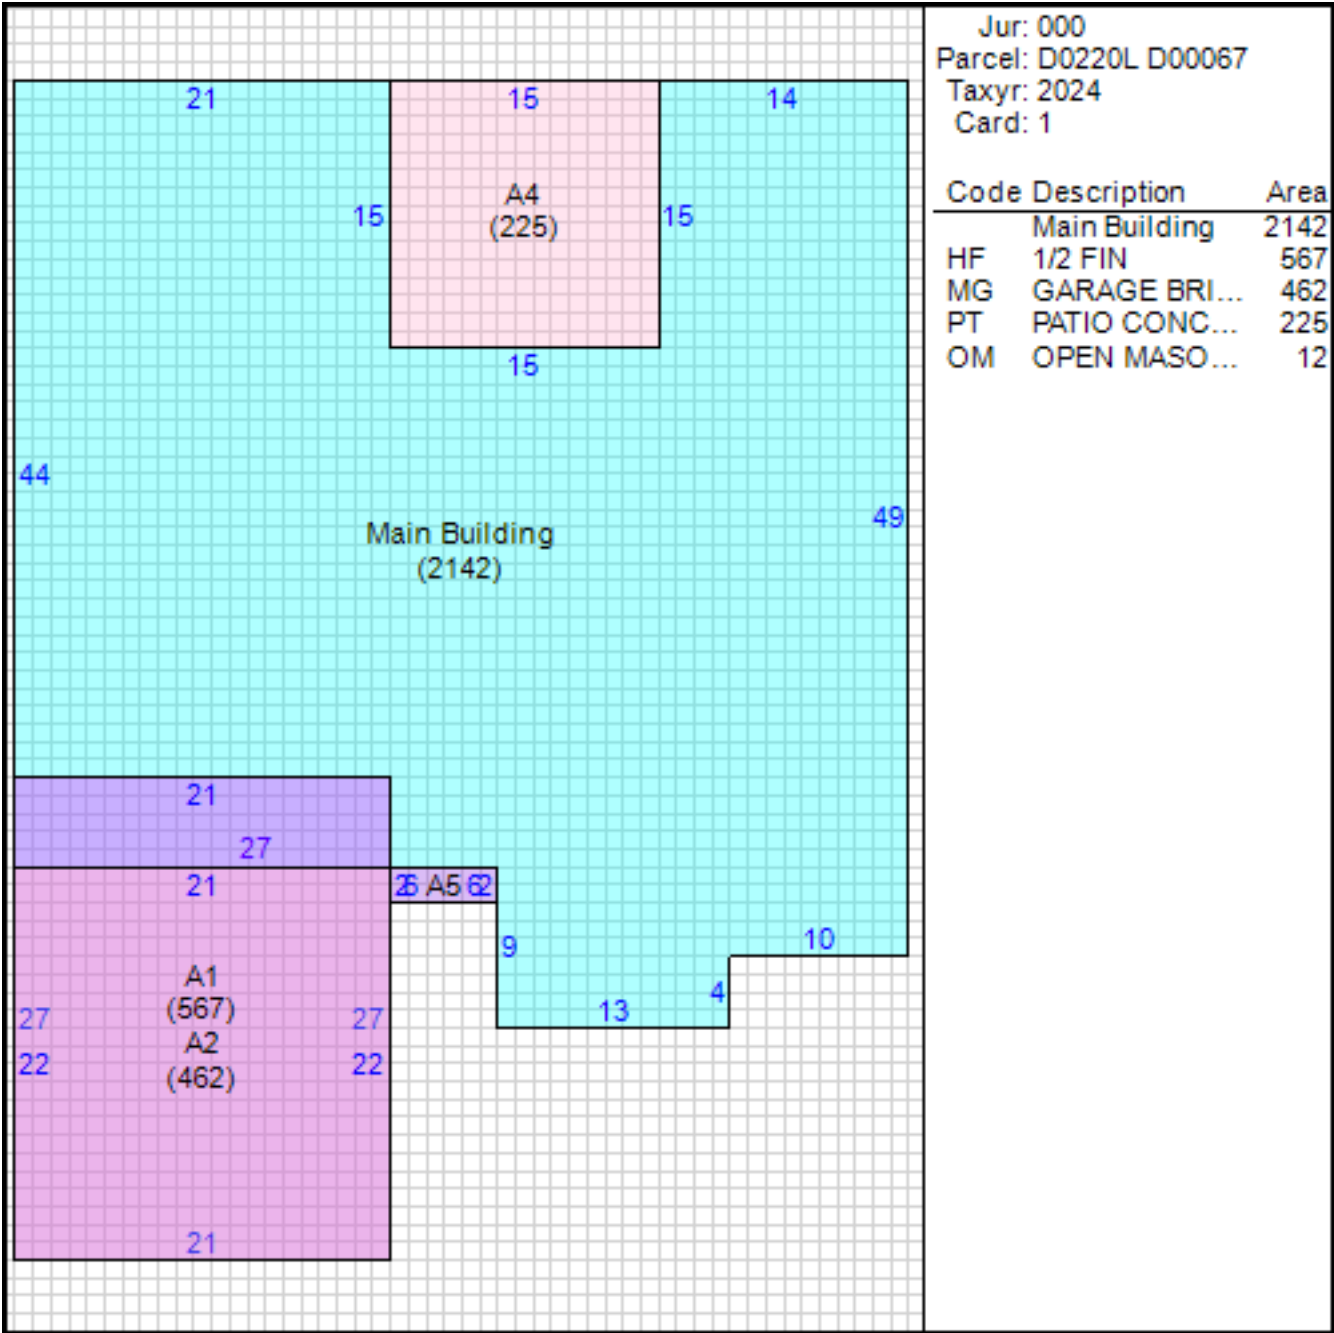 Jur: 000
Parcel: D0220L D00067
Taxyr: 2024
Card: 1
Code Description Area
Main Building 2142
HF 1/2 FIN 567
MG GARAGE BRI... 462
PT PATIO CONC... 225
OM OPEN MASO... 12
21 15 14
A4
15 (225) 15
15
44
49
Main Building
(2142)
21
27
21
26 A5 62
9 10
A1
(567)
27 27
4
13
A2
22 22
(462)
21